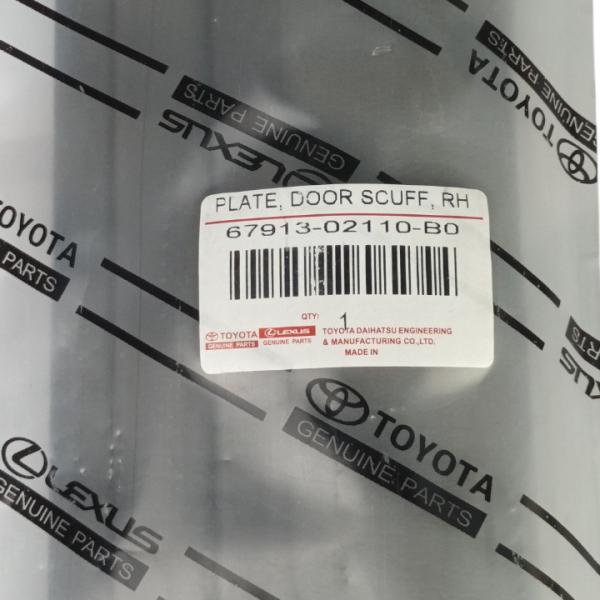 GENUINE PARTS
LEXUS
TOYOTA
GENUINE PARTS
TOYOTA
GENUINE PARTS
PLATE, DOOR SCUFF, RH
67913-02110-B0
QTY: 1
TOYOTA LEXUS
GENUINE PARTS GENUINE PARTS
TOYOTA DAIHATSU ENGINEERING
& MANUFACTURING CO.,LTD.
MADE IN
TOYOTA
GENUINE PARTS
LEXUS
GENUINE PARTS